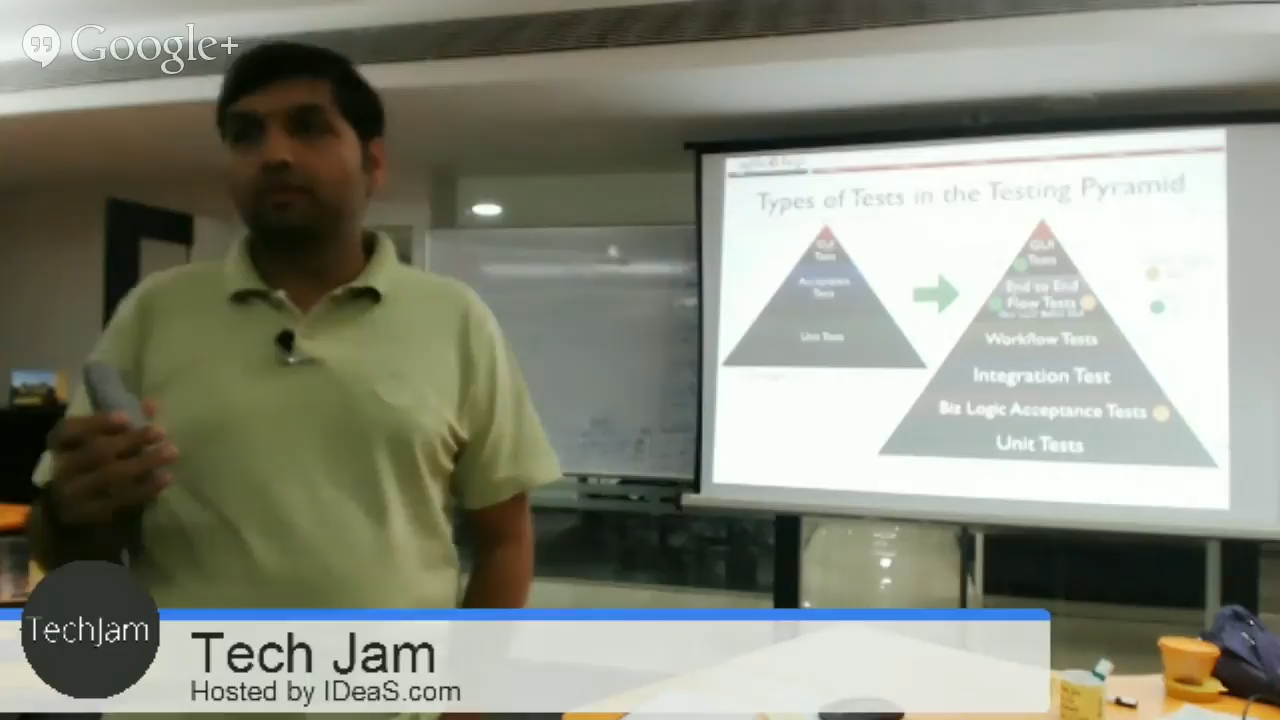 Google+
Types of Tests in the Testing Pyramid
GUI
Tests
Acceptance
Tests
Unit Tests
GUI
Tests
End to End
Flow Tests
Workflow Tests
Integration Test
Biz Logic Acceptance Tests
Unit Tests
TechJam
Tech Jam
Hosted by IDeaS.com